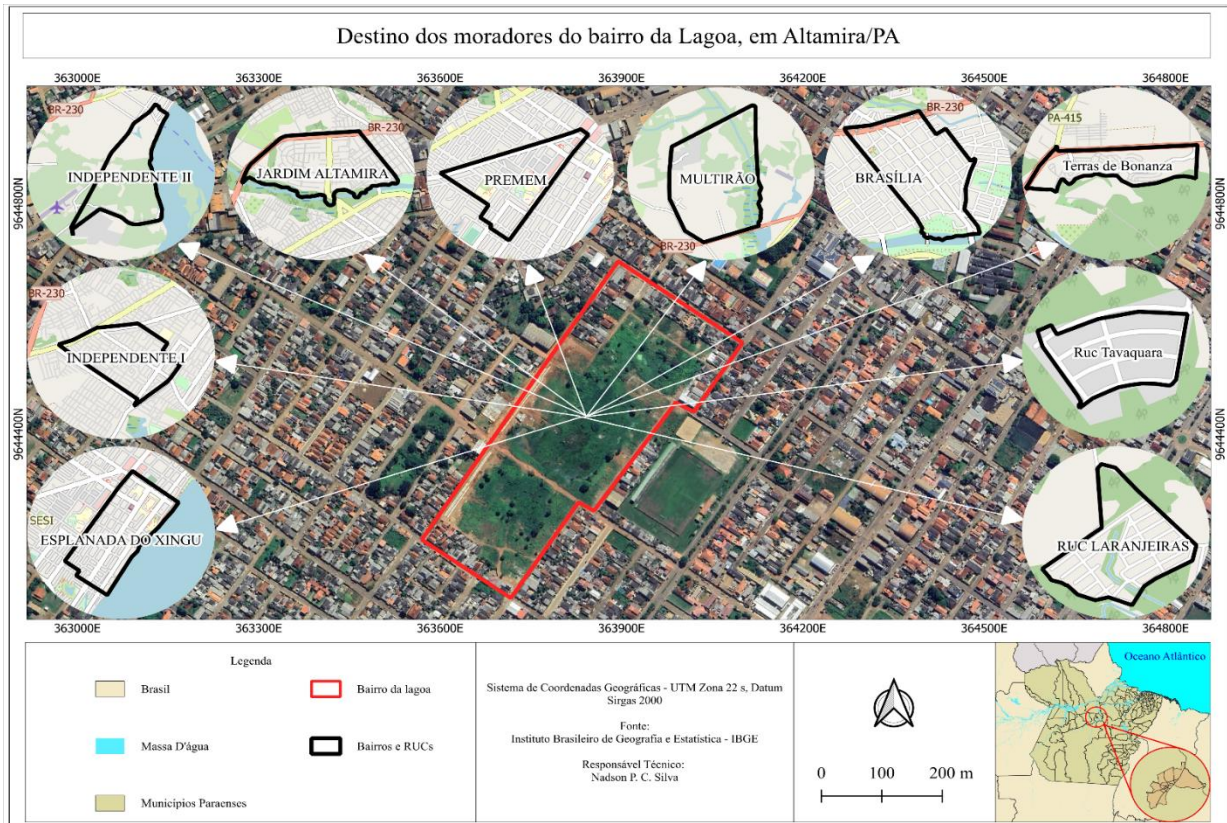 Destino dos moradores do bairro da Lagoa, em Altamira/PA
363000E 363300E 363600E 363900E 364200E 364500E 364800E
9644800N
9644800N
BR-230
INDEPENDENTE II
BR-230
JARDIM ALTAMIRA
PREMEM
MULTIRÃO
BR-230
BR-230
BRASÍLIA
PA-415
Terras de Bonanza
BR-230
INDEPENDENTE I
Ruc Tavaquara
9644400N
9644400N
SESI
ESPLANADA DO XINGU
RUC LARANJEIRAS
363000E 363300E 363600E 363900E 364200E 364500E 364800E
Legenda
Brasil
Bairro da lagoa
Massa D'água
Bairros e RUCs
Municípios Paraenses
Sistema de Coordenadas Geográficas - UTM Zona 22 s, Datum
Sirgas 2000
Fonte:
Instituto Brasileiro de Geografia e Estatística - IBGE
Responsável Técnico:
Nadson P. C. Silva
0 100 200 m
Oceano Atlântico